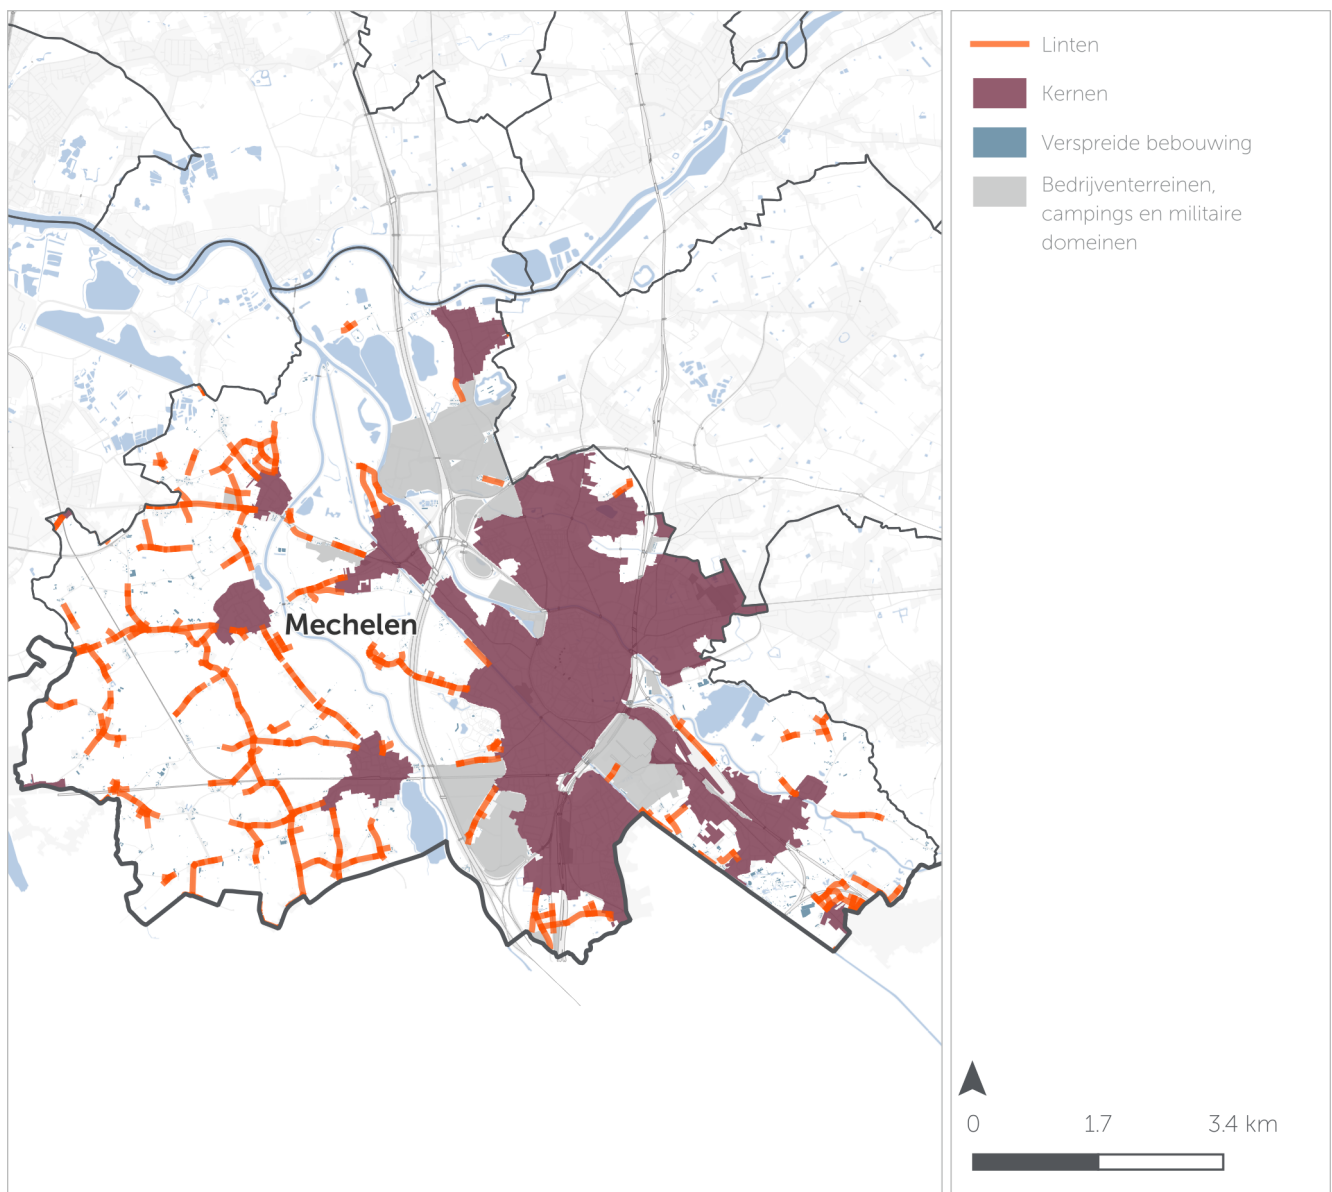 Linten
Kernen
Verspreide bebouwing
Bedrijventerreinen,
campings en militaire
domeinen
Mechelen
0 1.7 3.4 km